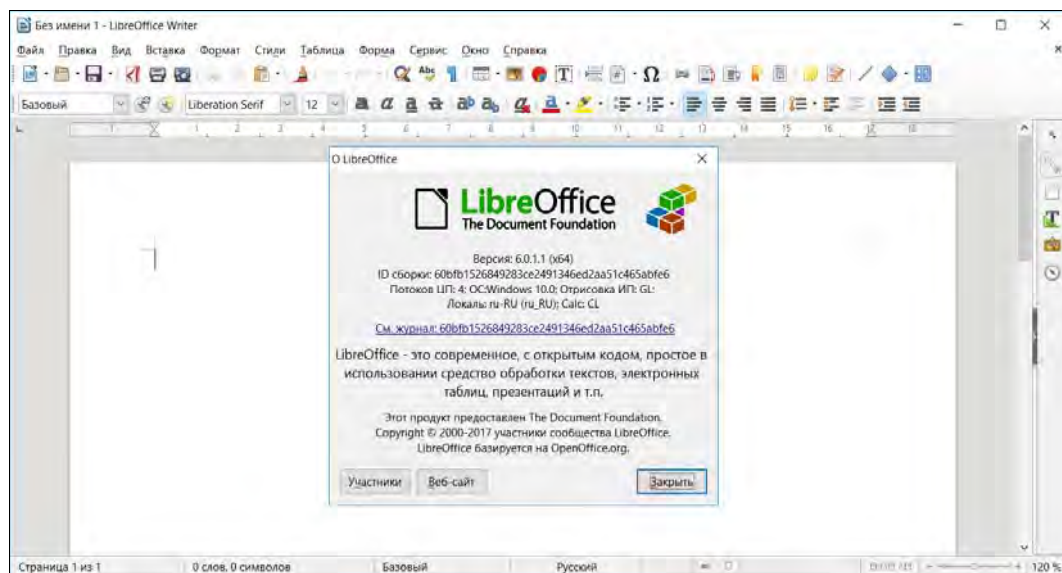 Без имени 1 - LibreOffice Writer
Файл Правка Вид Вставка Формат Стили Таблица Форма Сервис Окно Справка
Базовый Liberation Serif 12
О LibreOffice
LibreOffice
The Document Foundation
Версия: 6.0.1.1 (x64)
ID сборки: 60bfb1526849283ce2491346ed2aa51c465abfe6
Потоков ЦП: 4; ОС:Windows 10.0; Отрисовка ИП: GL;
Локаль: ru-RU (ru_RU); Calc: CL
См. журнал: 60bfb1526849283ce2491346ed2aa51c465abfe6
LibreOffice - это современное, с открытым кодом, простое в
использовании средство обработки текстов, электронных
таблиц, презентаций и т.п.
Этот продукт предоставлен The Document Foundation.
Copyright © 2000-2017 участники сообщества LibreOffice.
LibreOffice базируется на OpenOffice.org.
Участники Веб-сайт Закрыть
Страница 1 из 1 0 слов, 0 символов Базовый Русский 120 %